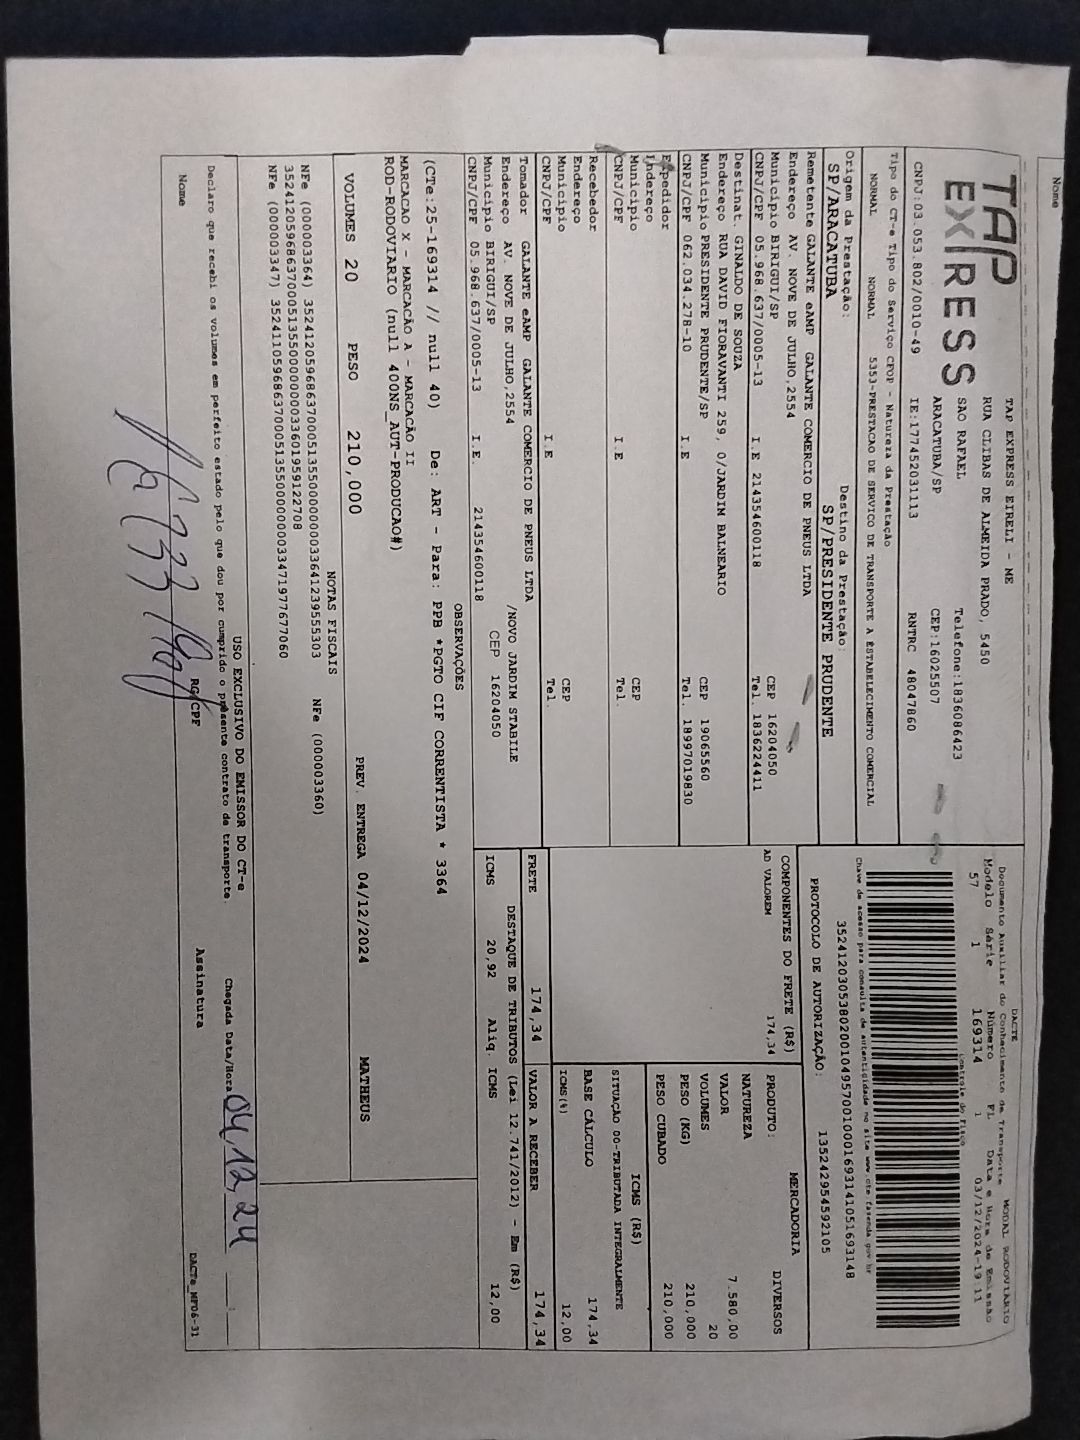 Nome
TAP
EXPRESS
TAP EXPRESS EIRELI - NE
RUA CLIBAS DE ALMEIDA PRADO, 5450
SAO RAFAEL Telefone:1836086423
ARACATUBA/SP CEP:16025507
CNPJ:03.053.802/0010-49 IE:177452031113 RNTRC 48047860
Tipo do CT-e Tipo do Serviço CFOP - Natureza da Prestação
NORMAL NORMAL 5353-PRESTACAO DE SERVICO DE TRANSPORTE A ESTABELECIMENTO COMERCIAL
Origem da Prestação: Destino da Prestação:
SP/ARACATUBA SP/PRESIDENTE PRUDENTE
Remetente GALANTE eAMP GALANTE COMERCIO DE PNEUS LTDA
Endereço AV. NOVE DE JULHO,2554
Municipio BIRIGUI/SP CEP 16204050
CNPJ/CPF 05.968.637/0005-13 I.E 214354600118 Tel. 1836224411
Destinat. GINALDO DE SOUZA
Endereço RUA DAVID FIORAVANTI 259, 0/JARDIM BALNEARIO
Municipio PRESIDENTE PRUDENTE/SP CEP 19065560
CNPJ/CPF 062.034.278-10 I.E Tel. 18997019830
Expedidor
Endereço
Municipio CEP
CNPJ/CPF I.E Tel.
Recebedor
Endereço
Municipio CEP
CNPJ/CPF I.E Tel.
Tomador GALANTE eAMP GALANTE COMERCIO DE PNEUS LTDA
Endereço AV. NOVE DE JULHO,2554 /NOVO JARDIM STABILE
Municipio BIRIGUI/SP CEP 16204050
CNPJ/CPF 05.968.637/0005-13 I.E. 214354600118
DACTE MODAL RODOVIARIO
Documento Auxiliar do Conhecimento de Transporte
Modelo Série Número FL Data e Hora de Emissão
57 1 169314 1 03/12/2024-19:11
Controle do Fisco
Chave de acesso para consulta de autenticidade no site www.cte.fazenda.gov.br
35241203053802001049570010001693141051693148
PROTOCOLO DE AUTORIZAÇÃO: 135242954592105
COMPONENTES DO FRETE (R$)
AD VALOREM 174,34
PRODUTO: MERCADORIA
NATUREZA DIVERSOS
VALOR 7.580,00
VOLUMES 20
PESO (KG) 210,000
PESO CUBADO 210,000
ICMS (R$)
SITUAÇÃO 00-TRIBUTADA INTEGRALMENTE
BASE CÁLCULO 174,34
ICMS(%) 12,00
FRETE 174,34 VALOR A RECEBER 174,34
DESTAQUE DE TRIBUTOS (Lei 12.741/2012) - Em (R$)
ICMS 20,92 Aliq. ICMS 12,00
OBSERVAÇÕES
(CTe:25-169314 // null 40) De: ART - Para: PPB *PGTO CIF CORRENTISTA * 3364
MARCACAO X - MARCACÃO A - MARCACÃO II
ROD-RODOVIARIO (null 400NS_AUT-PRODUCAO#)
VOLUMES 20 PESO 210,000 PREV. ENTREGA 04/12/2024 MATHEUS
NOTAS FISCAIS
NFe (000003364) 35241205968637000513550000000033641239555303 NFe (000003360)
35241205968637000513550000000033601959122708
NFe (000003347) 35241105968637000513550000000033471977677060
USO EXCLUSIVO DO EMISSOR DO CT-e
Declaro que recebi os volumes em perfeito estado pelo que dou por cumprido o presente contrato de transporte.
Chegada Data/Hora 04,12,24
Nome RG/CPF Assinatura
DACTe_MP06-31